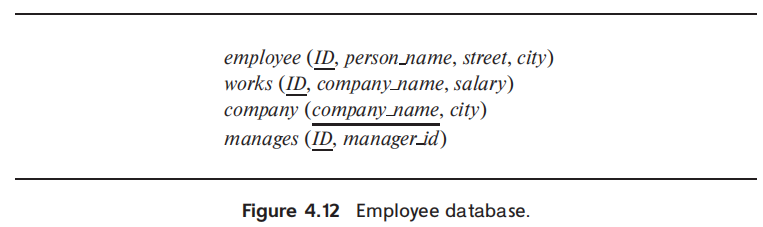 employee (ID, person_name, street, city)
works (ID, company_name, salary)
company (company_name, city)
manages (ID, manager_id)
Figure 4.12 Employee database.